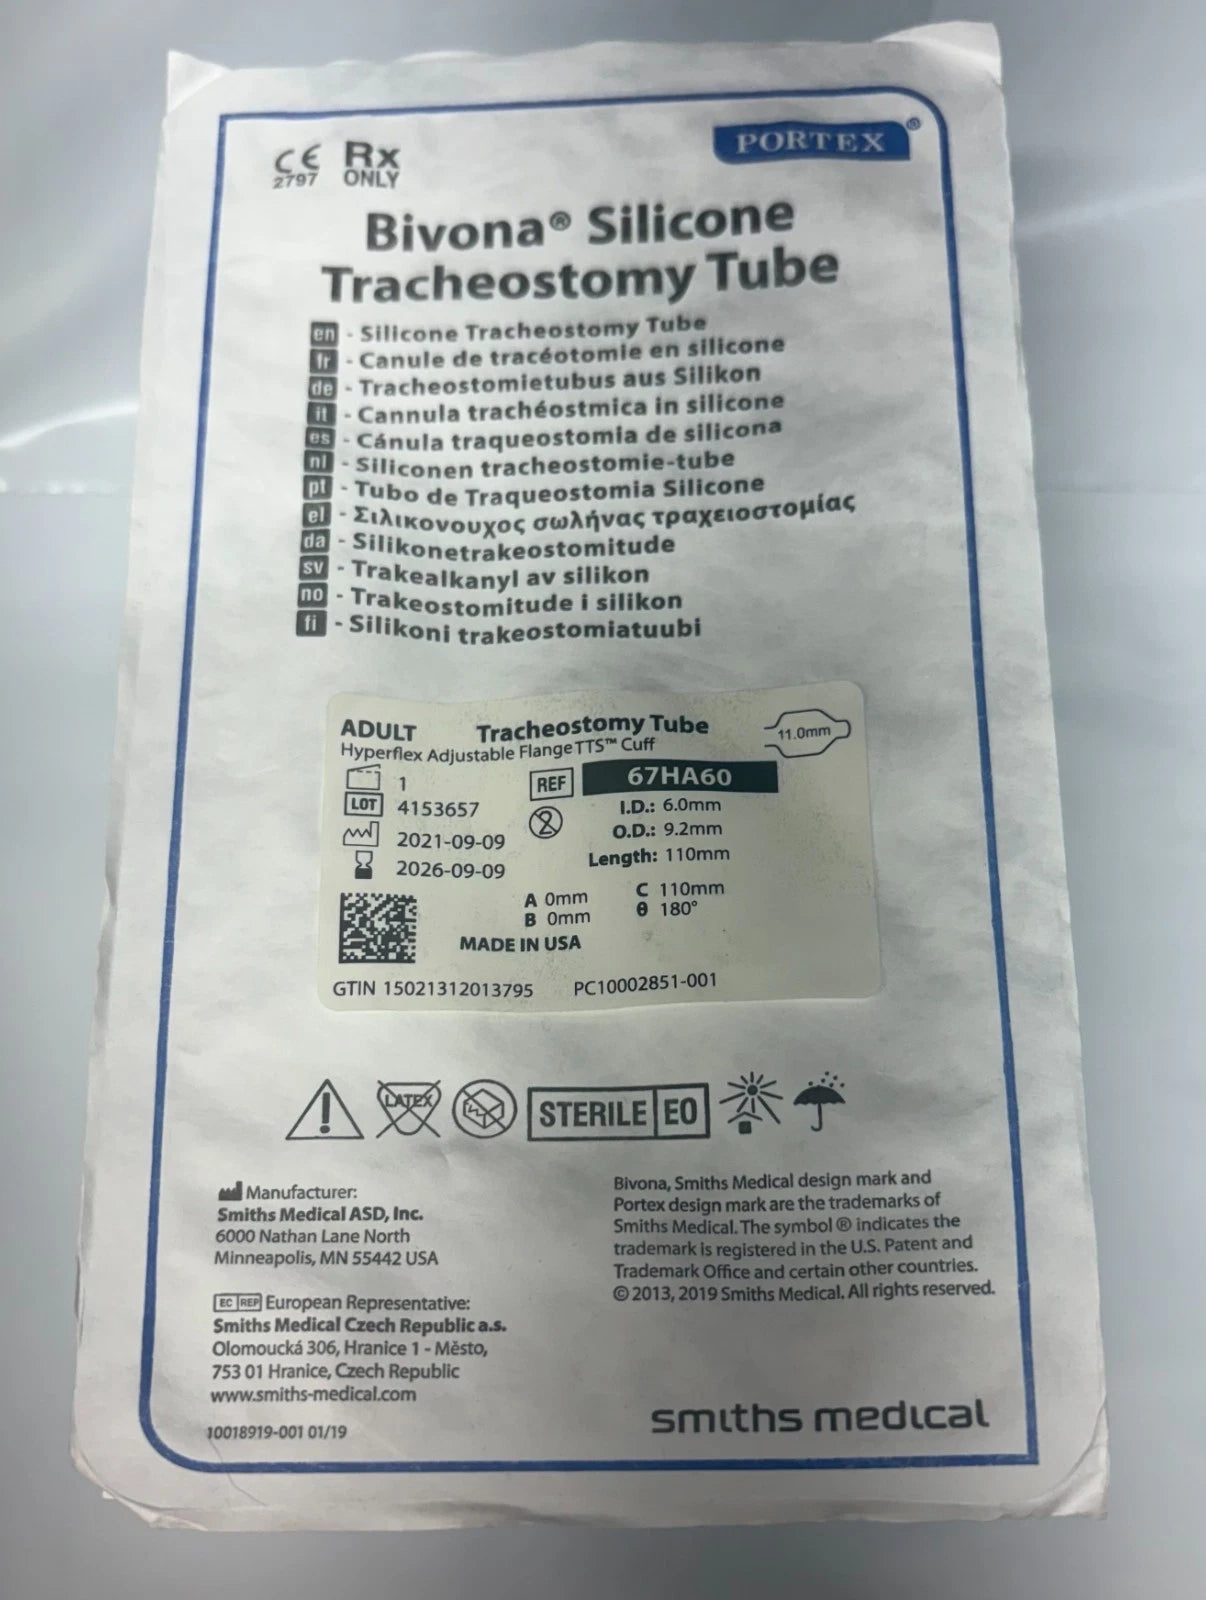 CE
2797
Rx
ONLY
PORTEX®
Bivona® Silicone
Tracheostomy Tube
en - Silicone Tracheostomy Tube
fr - Canule de tracéotomie en silicone
de - Tracheostomietubus aus Silikon
it - Cannula trachéostmica in silicone
es - Cánula traqueostomia de silicona
nl - Siliconen tracheostomie-tube
pt - Tubo de Traqueostomia Silicone
el - Σιλικονουχος σωλήνας τραχειοστομίας
da - Silikonetrakeostomitude
sv - Trakealkanyl av silikon
no - Trakeostomitude i silikon
fi - Silikoni trakeostomiatuubi
ADULT Tracheostomy Tube
Hyperflex Adjustable Flange TTS™ Cuff
11.0mm
1
REF 67HA60
LOT 4153657
I.D.: 6.0mm
2
2021-09-09
O.D.: 9.2mm
2026-09-09
Length: 110mm
A 0mm
C 110mm
B 0mm
θ 180°
MADE IN USA
GTIN 15021312013795 PC10002851-001
LATEX
STERILE EO
Manufacturer:
Smiths Medical ASD, Inc.
6000 Nathan Lane North
Minneapolis, MN 55442 USA
EC REP European Representative:
Smiths Medical Czech Republic a.s.
Olomoucká 306, Hranice 1 - Město,
753 01 Hranice, Czech Republic
www.smiths-medical.com
10018919-001 01/19
Bivona, Smiths Medical design mark and
Portex design mark are the trademarks of
Smiths Medical. The symbol ® indicates the
trademark is registered in the U.S. Patent and
Trademark Office and certain other countries.
© 2013, 2019 Smiths Medical. All rights reserved.
smiths medical